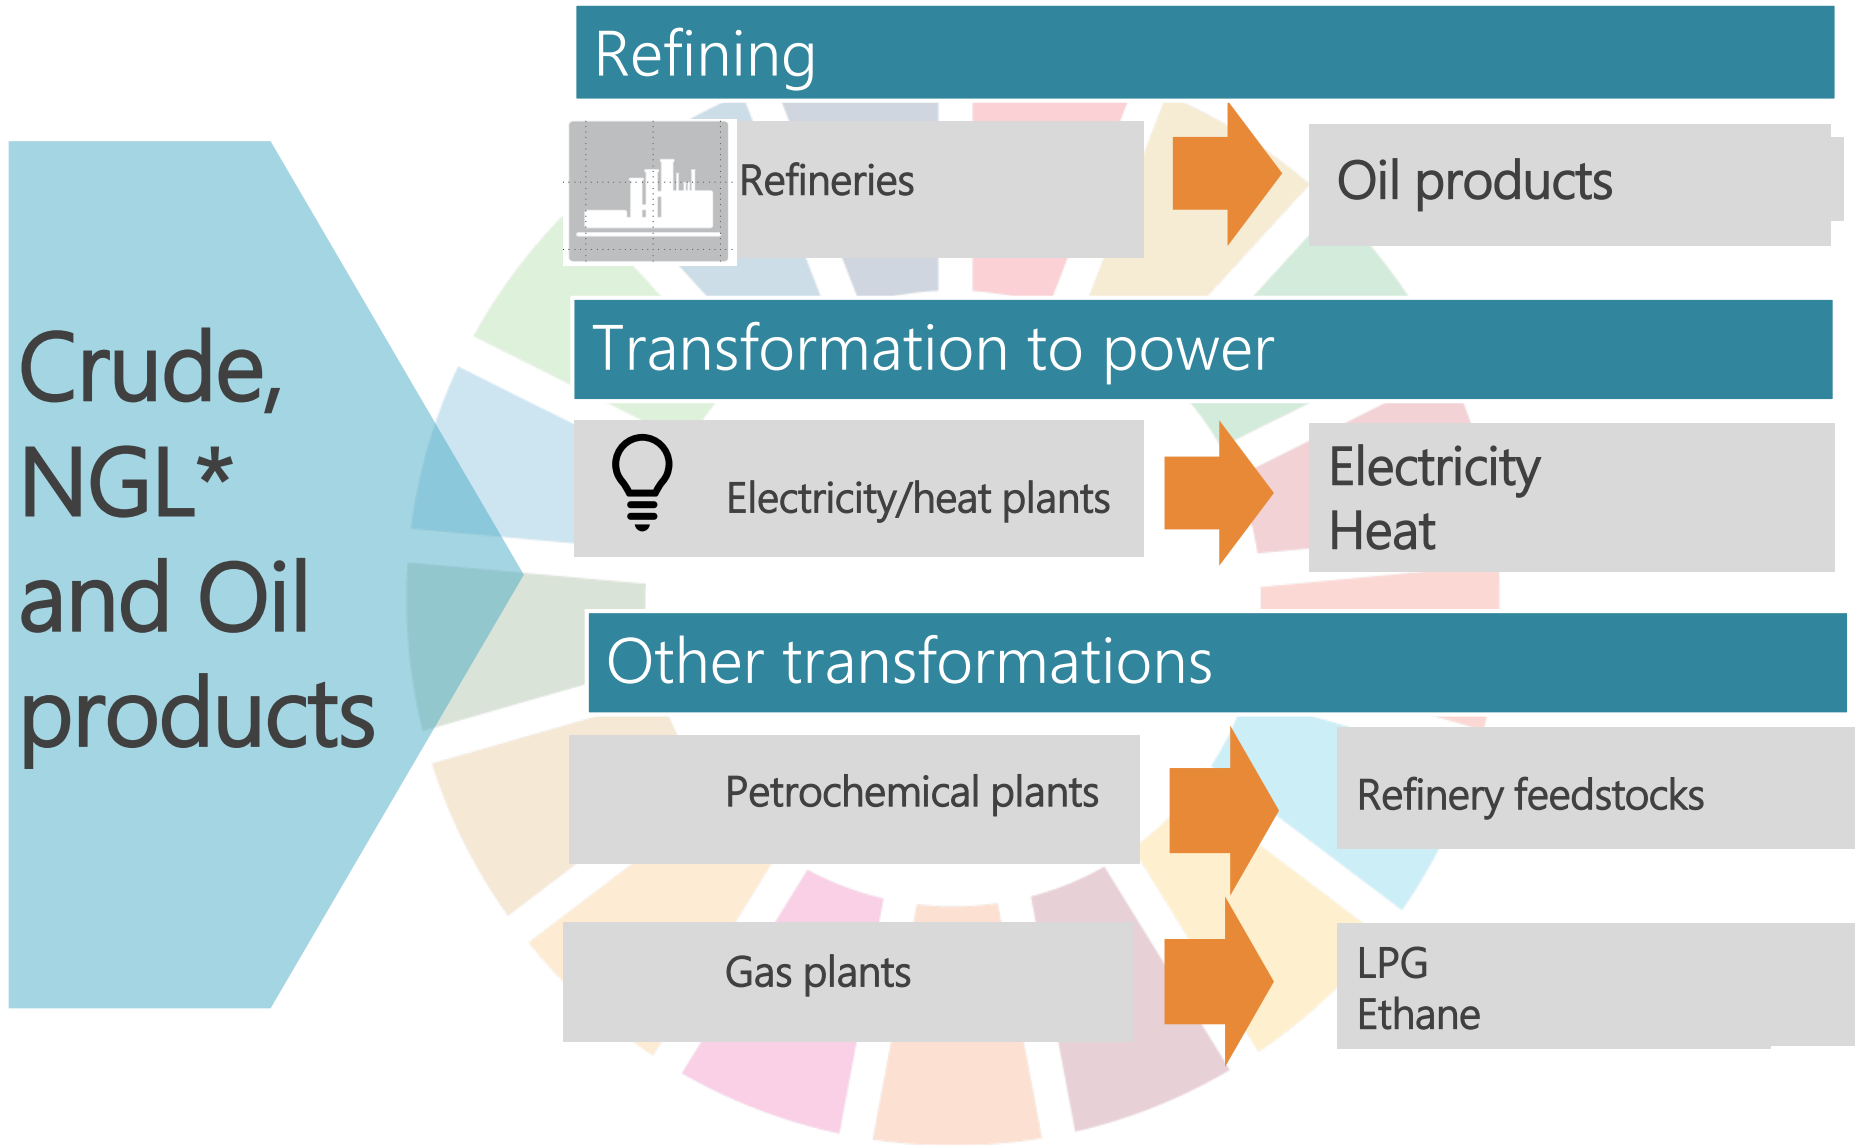 Crude,
NGL*
and Oil
products
Refining
Refineries
Oil products
Transformation to power
Electricity/heat plants
Electricity
Heat
Other transformations
Petrochemical plants
Refinery feedstocks
Gas plants
LPG
Ethane